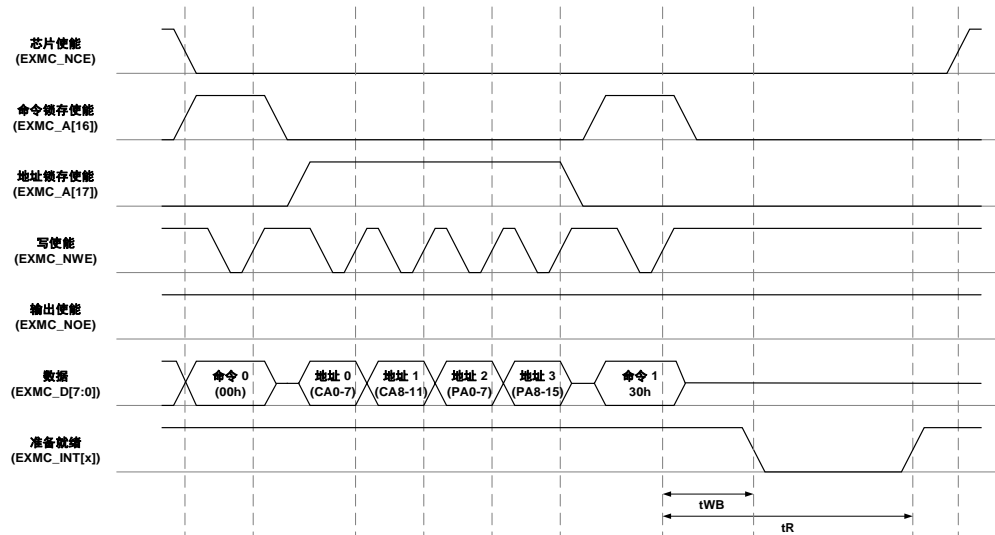 芯片使能
(EXMC_NCE)
命令锁存使能
(EXMC_A[16])
地址锁存使能
(EXMC_A[17])
写使能
(EXMC_NWE)
输出使能
(EXMC_NOE)
数据
(EXMC_D[7:0])
命令 0
(00h)
地址 0
(CA0-7)
地址 1
(CA8-11)
地址 2
(PA0-7)
地址 3
(PA8-15)
命令 1
30h
准备就绪
(EXMC_INT[x])
tWB
tR